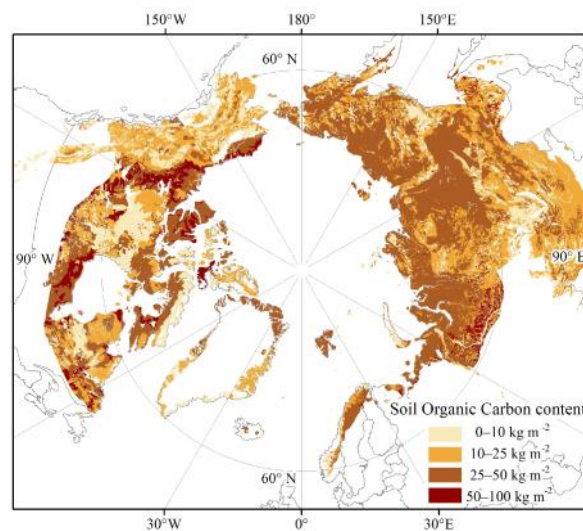 150°W 180° 150°E
60° N
90° W 90° E
Soil Organic Carbon content
0–10 kg m⁻²
10–25 kg m⁻²
25–50 kg m⁻²
50–100 kg m⁻²
60° N
30°W 0° 30°E